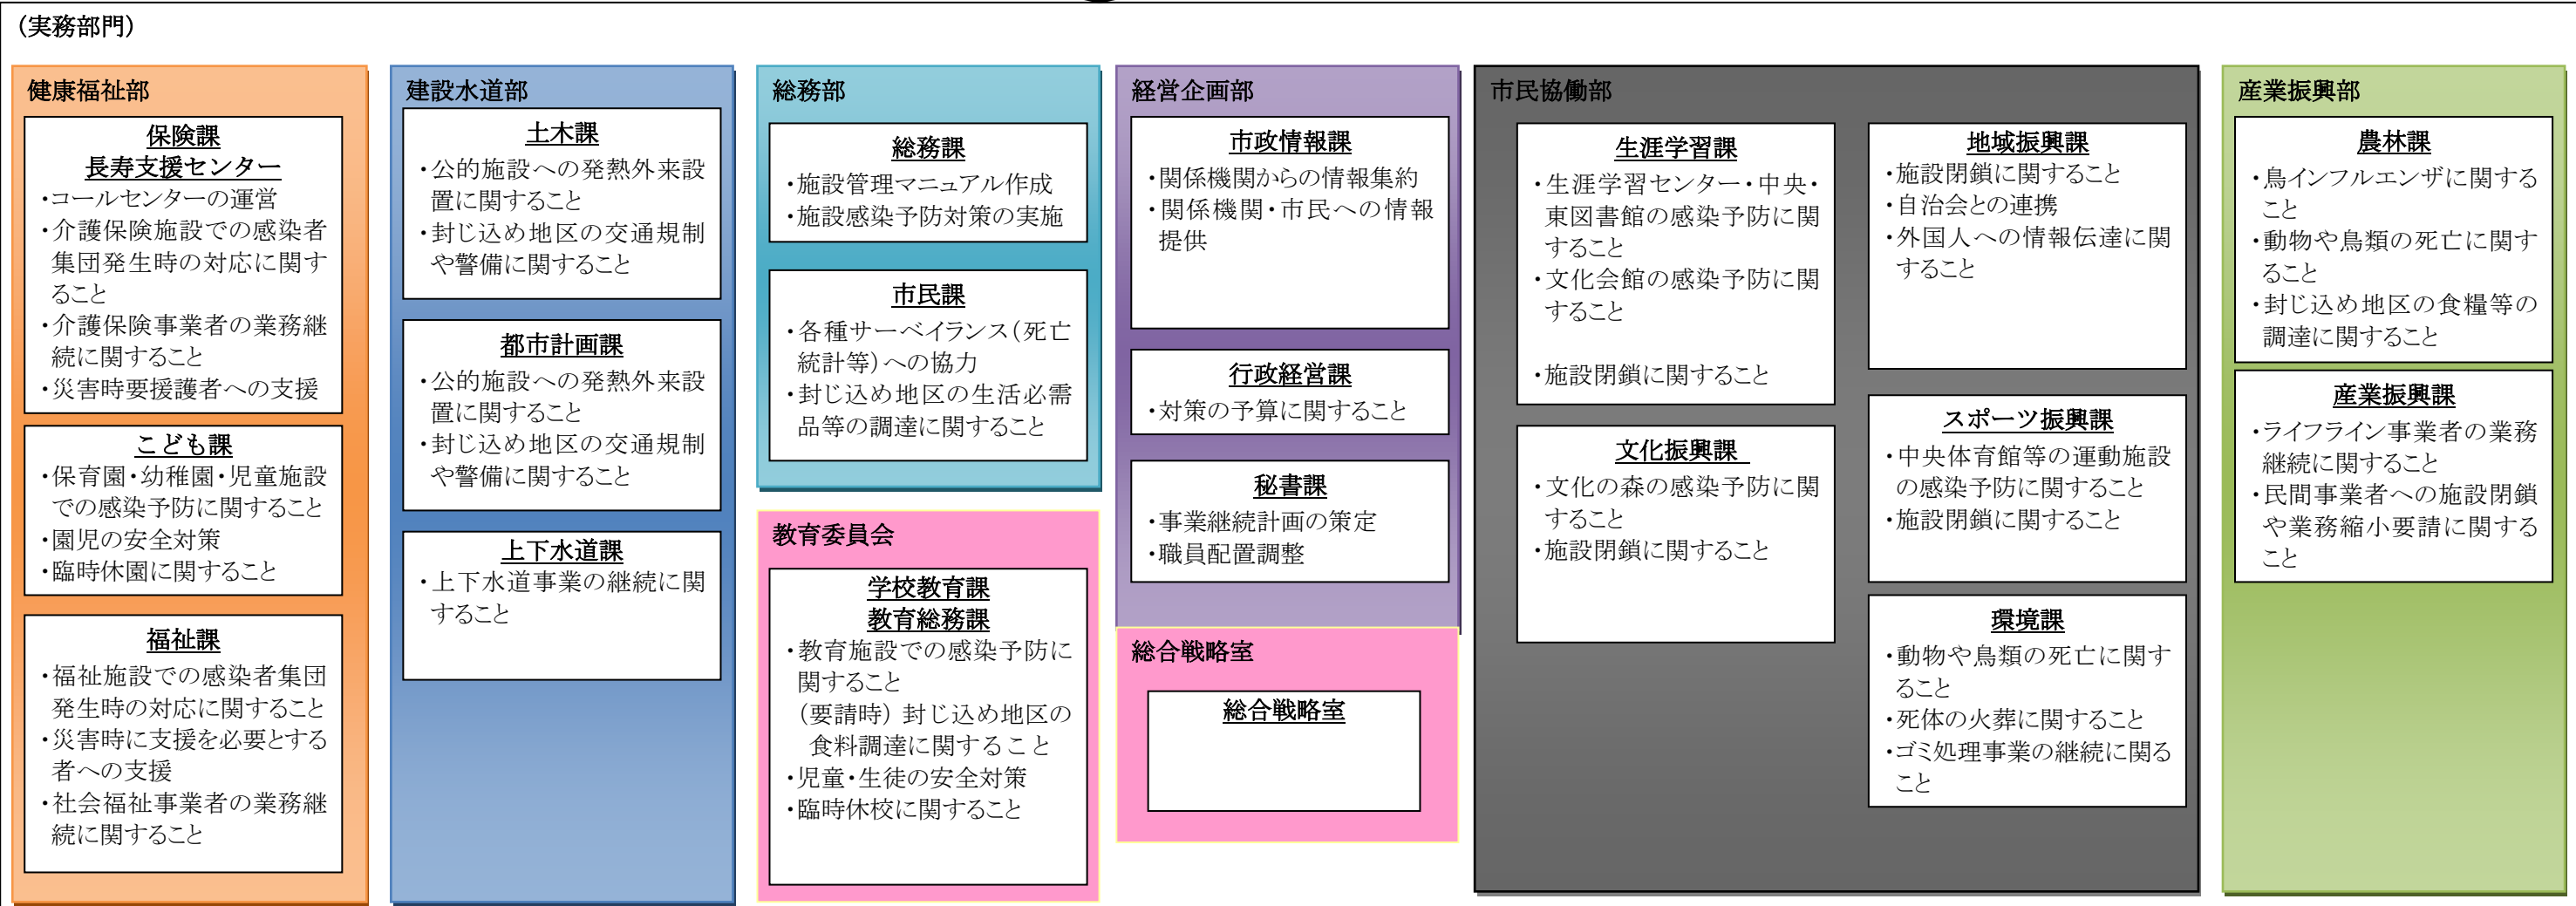 （実務部門）
健康福祉部
保険課
長寿支援センター
・コールセンターの運営
・介護保険施設での感染者
集団発生時の対応に関す
ること
・介護保険事業者の業務継
続に関すること
・災害時要援護者への支援
こども課
・保育園・幼稚園・児童施設
での感染予防に関すること
・園児の安全対策
・臨時休園に関すること
福祉課
・福祉施設での感染者集団
発生時の対応に関すること
・災害時に支援を必要とする
者への支援
・社会福祉事業者の業務継
続に関すること
建設水道部
土木課
・公的施設への発熱外来設
置に関すること
・封じ込め地区の交通規制
や警備に関すること
都市計画課
・公的施設への発熱外来設
置に関すること
・封じ込め地区の交通規制
や警備に関すること
上下水道課
・上下水道事業の継続に関
すること
総務部
総務課
・施設管理マニュアル作成
・施設感染予防対策の実施
市民課
・各種サーベイランス（死亡
統計等）への協力
・封じ込め地区の生活必需
品等の調達に関すること
教育委員会
学校教育課
教育総務課
・教育施設での感染予防に
関すること
（要請時）封じ込め地区の
食料調達に関すること
・児童・生徒の安全対策
・臨時休校に関すること
経営企画部
市政情報課
・関係機関からの情報集約
・関係機関・市民への情報
提供
行政経営課
・対策の予算に関すること
秘書課
・事業継続計画の策定
・職員配置調整
総合戦略室
総合戦略室
市民協働部
生涯学習課
・生涯学習センター・中央・
東図書館の感染予防に関
すること
・文化会館の感染予防に関
すること
・施設閉鎖に関すること
文化振興課
・文化の森の感染予防に関
すること
・施設閉鎖に関すること
地域振興課
・施設閉鎖に関すること
・自治会との連携
・外国人への情報伝達に関
すること
スポーツ振興課
・中央体育館等の運動施設
の感染予防に関すること
・施設閉鎖に関すること
環境課
・動物や鳥類の死亡に関す
ること
・死体の火葬に関すること
・ゴミ処理事業の継続に関る
こと
産業振興部
農林課
・鳥インフルエンザに関する
こと
・動物や鳥類の死亡に関す
ること
・封じ込め地区の食糧等の
調達に関すること
産業振興課
・ライフライン事業者の業務
継続に関すること
・民間事業者への施設閉鎖
や業務縮小要請に関する
こと